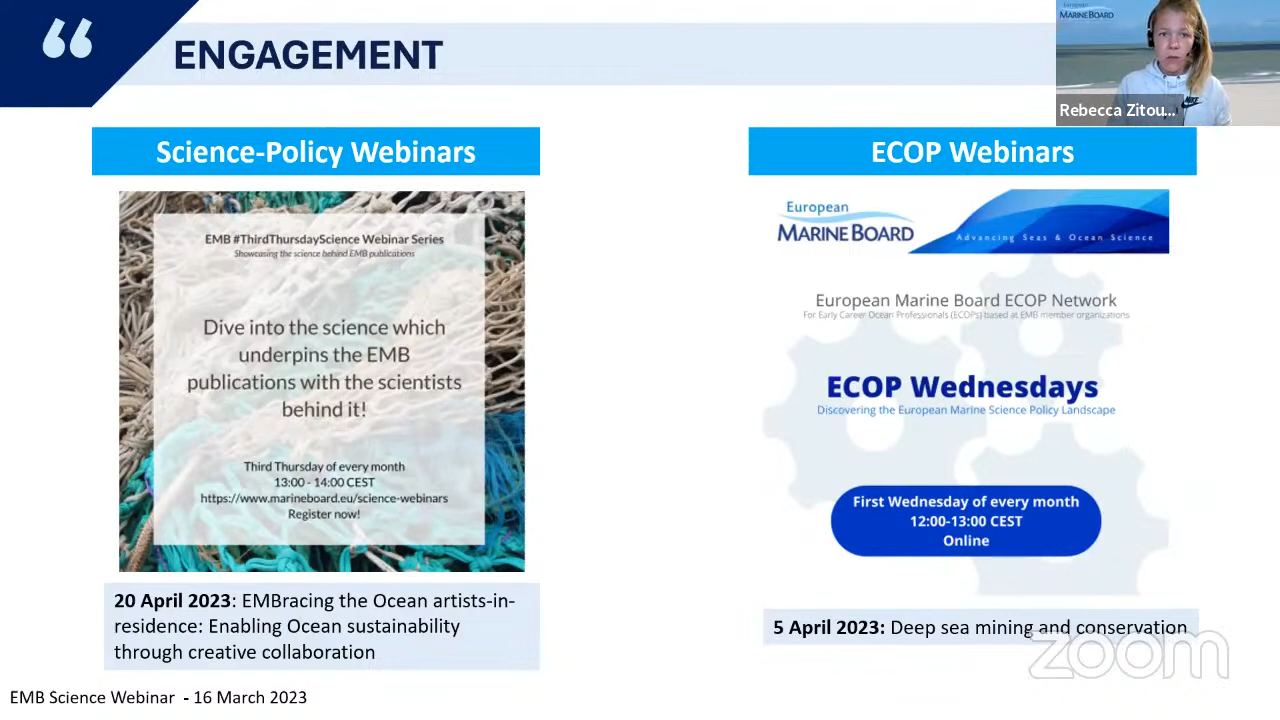 ENGAGEMENT
European
MARINE BOARD
Rebecca Zitou...
Science-Policy Webinars
EMB #ThirdThursdayScience Webinar Series
Showcasing the science behind EMB publications
Dive into the science which
underpins the EMB
publications with the scientists
behind it!
Third Thursday of every month
13:00 - 14:00 CEST
https://www.marineboard.eu/science-webinars
Register now!
20 April 2023: EMBracing the Ocean artists-in-
residence: Enabling Ocean sustainability
through creative collaboration
ECOP Webinars
European
MARINE BOARD
Advancing Seas & Ocean Science
European Marine Board ECOP Network
For Early Career Ocean Professionals (ECOPs) based at EMB member organizations
ECOP Wednesdays
Discovering the European Marine Science Policy Landscape
First Wednesday of every month
12:00-13:00 CEST
Online
5 April 2023: Deep sea mining and conservation
zoom
EMB Science Webinar - 16 March 2023